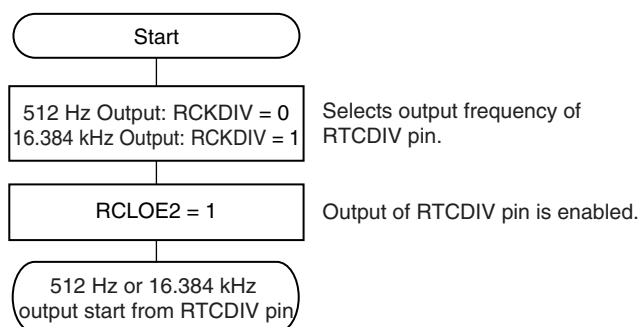 Start
512 Hz Output: RCKDIV = 0
16.384 kHz Output: RCKDIV = 1
Selects output frequency of
RTCDIV pin.
RCLOE2 = 1
Output of RTCDIV pin is enabled.
512 Hz or 16.384 kHz
output start from RTCDIV pin